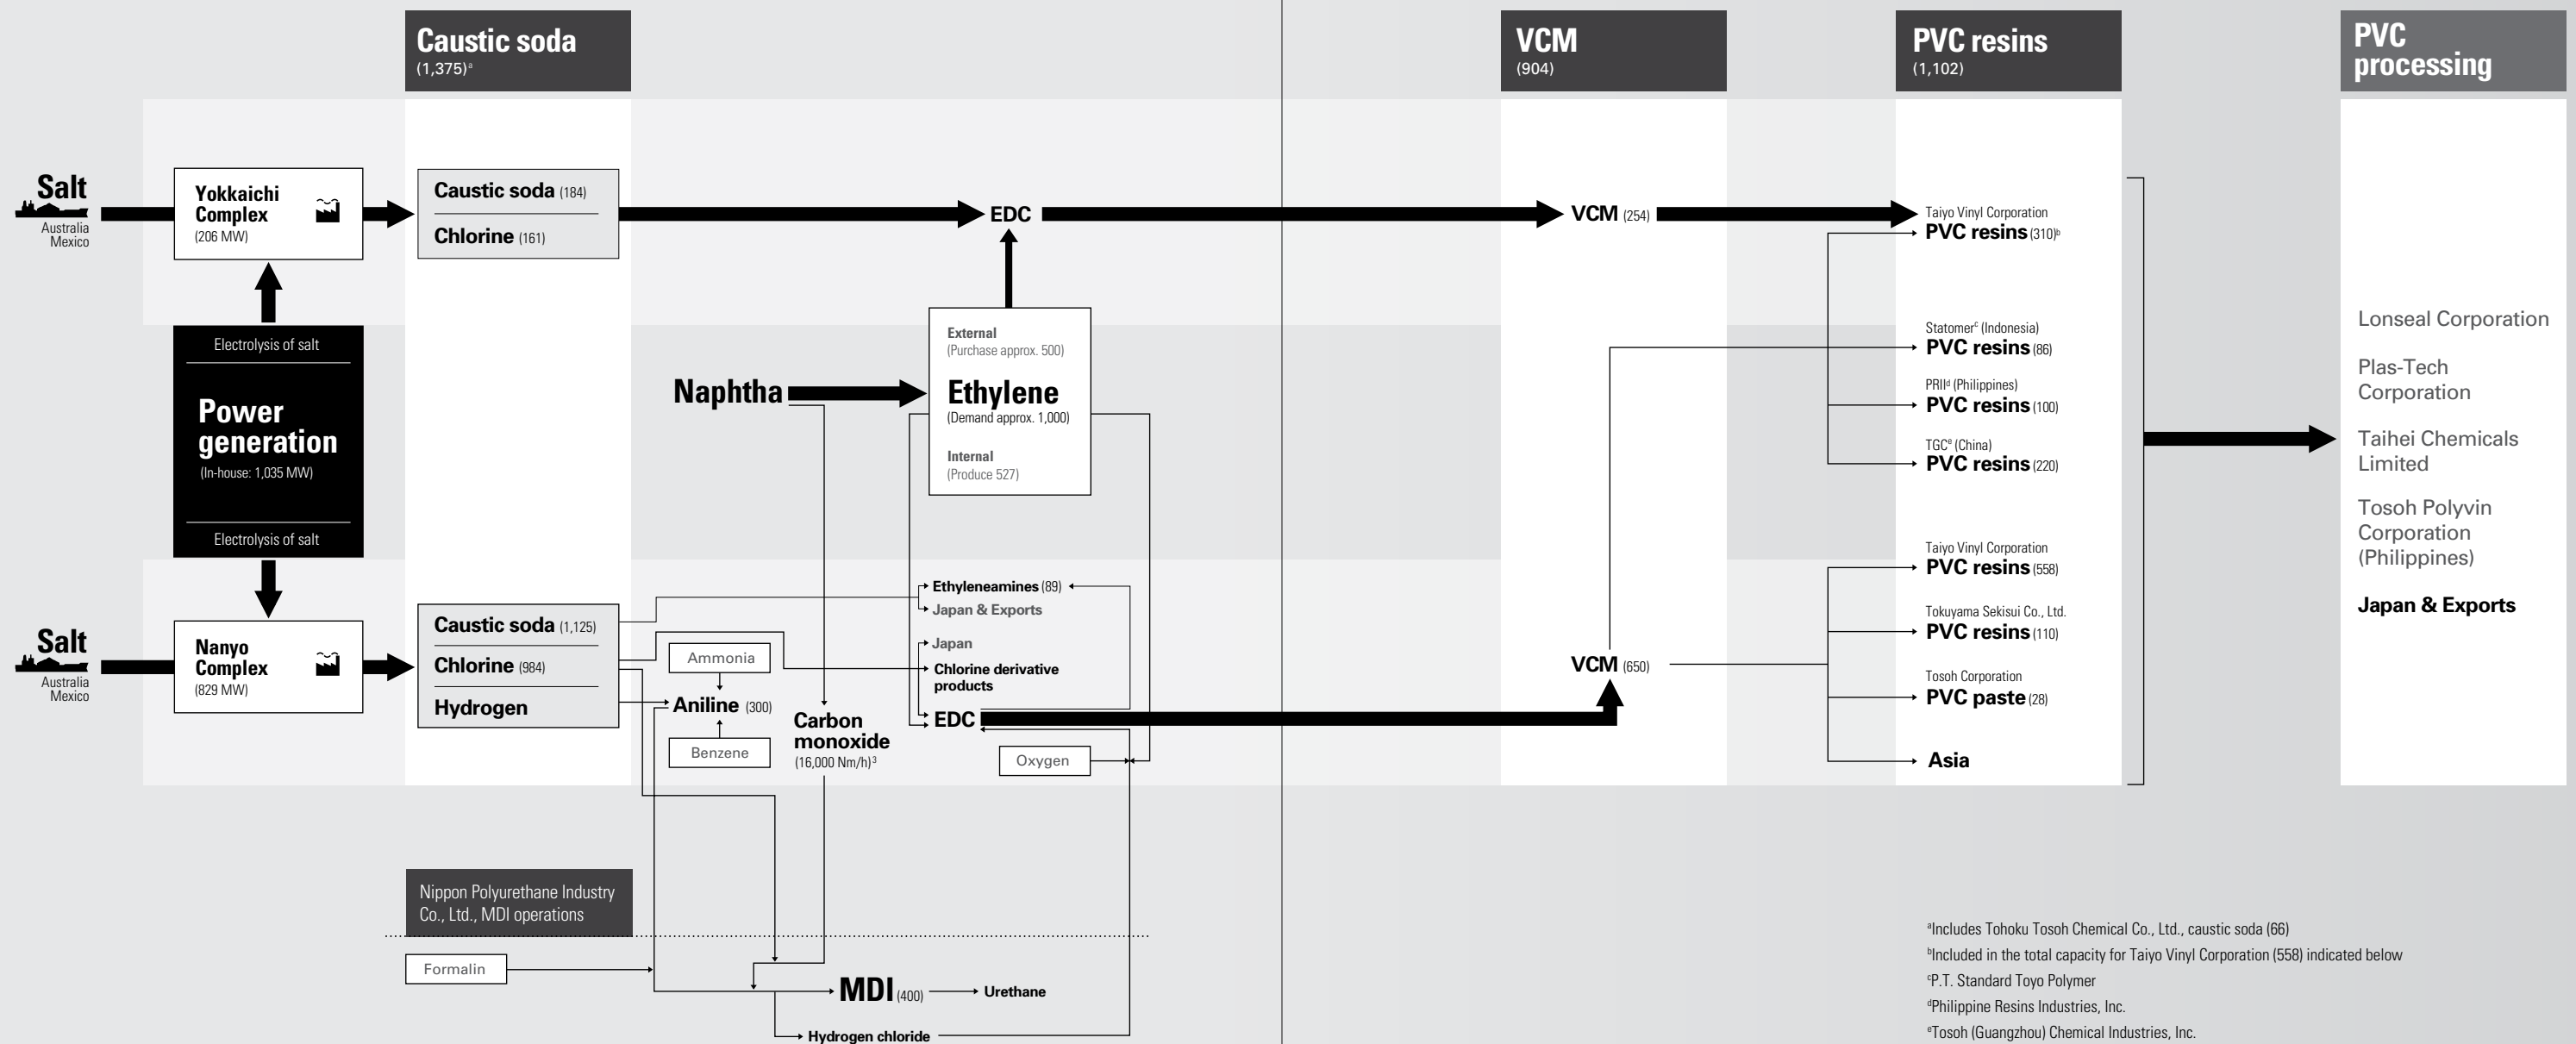 Caustic soda
(1,375)ᵃ
VCM
(904)
PVC resins
(1,102)
PVC
processing
Salt
Australia
Mexico
Yokkaichi
Complex
(206 MW)
Caustic soda (184)
Chlorine (161)
EDC
VCM (254)
Taiyo Vinyl Corporation
PVC resins (310)ᵇ
Electrolysis of salt
Power
generation
(In-house: 1,035 MW)
Electrolysis of salt
Naphtha
External
(Purchase approx. 500)
Ethylene
(Demand approx. 1,000)
Internal
(Produce 527)
Statomerᶜ (Indonesia)
PVC resins (86)
PRIIᵈ (Philippines)
PVC resins (100)
TGCᵉ (China)
PVC resins (220)
Lonseal Corporation
Plas-Tech
Corporation
Taihei Chemicals
Limited
Tosoh Polyvin
Corporation
(Philippines)
Japan & Exports
Salt
Australia
Mexico
Nanyo
Complex
(829 MW)
Caustic soda (1,125)
Chlorine (984)
Hydrogen
Ammonia
Aniline (300)
Benzene
Carbon
monoxide
(16,000 Nm/h)³
Ethyleneamines (89)
Japan & Exports
Japan
Chlorine derivative
products
EDC
Oxygen
VCM (650)
Taiyo Vinyl Corporation
PVC resins (558)
Tokuyama Sekisui Co., Ltd.
PVC resins (110)
Tosoh Corporation
PVC paste (28)
Asia
Nippon Polyurethane Industry
Co., Ltd., MDI operations
Formalin
MDI (400)
Urethane
Hydrogen chloride
ᵃIncludes Tohoku Tosoh Chemical Co., Ltd., caustic soda (66)
ᵇIncluded in the total capacity for Taiyo Vinyl Corporation (558) indicated below
ᶜP.T. Standard Toyo Polymer
ᵈPhilippine Resins Industries, Inc.
ᵉTosoh (Guangzhou) Chemical Industries, Inc.